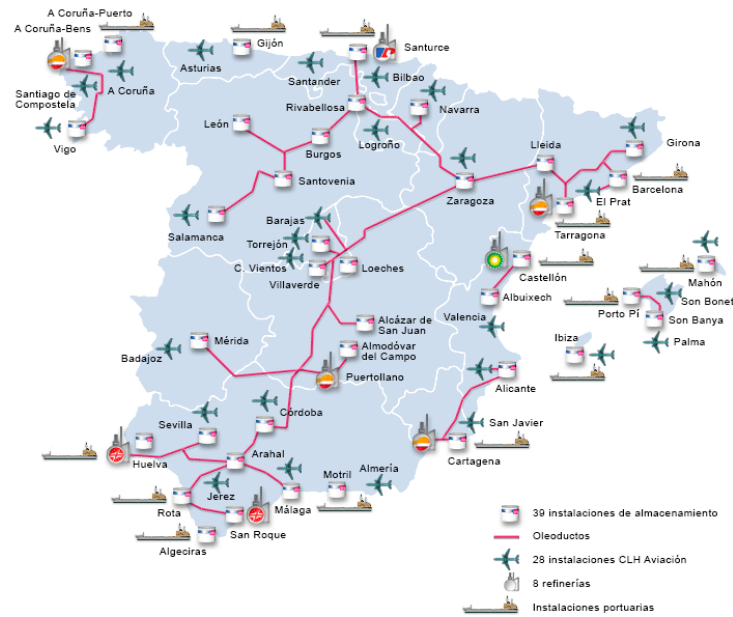 A Coruña-Puerto
A Coruña-Bens
Gijón
Santurce
Asturias
Santander
Bilbao
A Coruña
Santiago de
Compostela
Rivabellosa
Navarra
León
Vigo
Burgos
Logroño
Lleida
Girona
Santovenia
Zaragoza
El Prat
Barcelona
Salamanca
Barajas
Tarragona
Torrejón
C. Vientos
Villaverde
Loeches
Castellón
Mahón
Albuixech
Son Bonet
Porto Pí
Son Banya
Alcázar de
San Juan
Valencia
Mérida
Almodóvar
del Campo
Ibiza
Palma
Badajoz
Puertollano
Alicante
Sevilla
Córdoba
San Javier
Huelva
Arahal
Cartagena
Motril
Almería
Jerez
Málaga
Rota
San Roque
Algeciras
39 instalaciones de almacenamiento
Oleoductos
28 instalaciones CLH Aviación
8 refinerías
Instalaciones portuarias